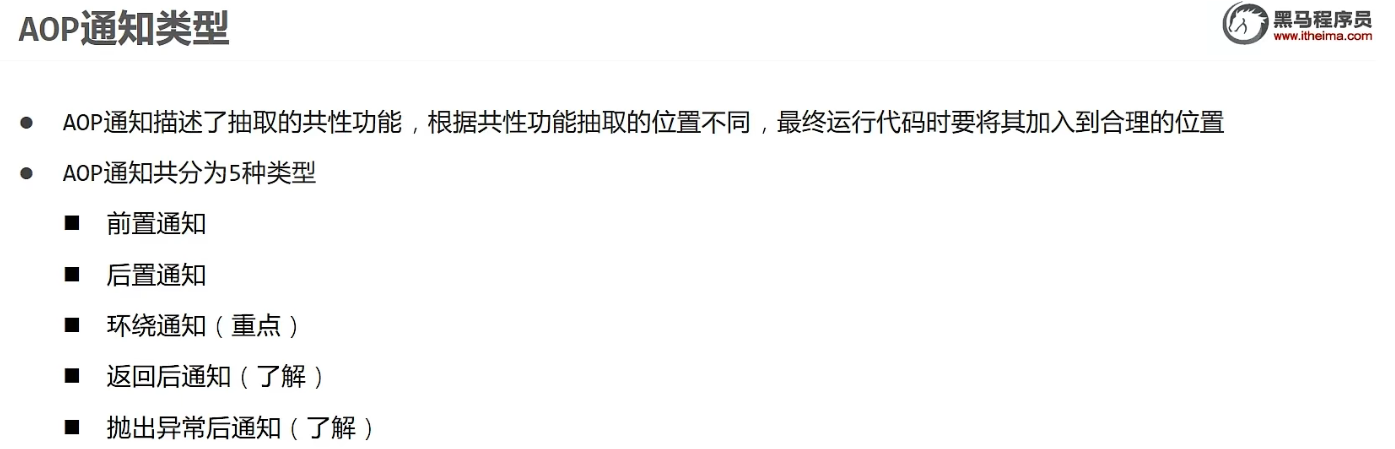 AOP通知类型
黑马程序员
www.itheima.com
AOP通知描述了抽取的共性功能，根据共性功能抽取的位置不同，最终运行代码时要将其加入到合理的位置
AOP通知共分为5种类型
前置通知
后置通知
环绕通知（重点）
返回后通知（了解）
抛出异常后通知（了解）